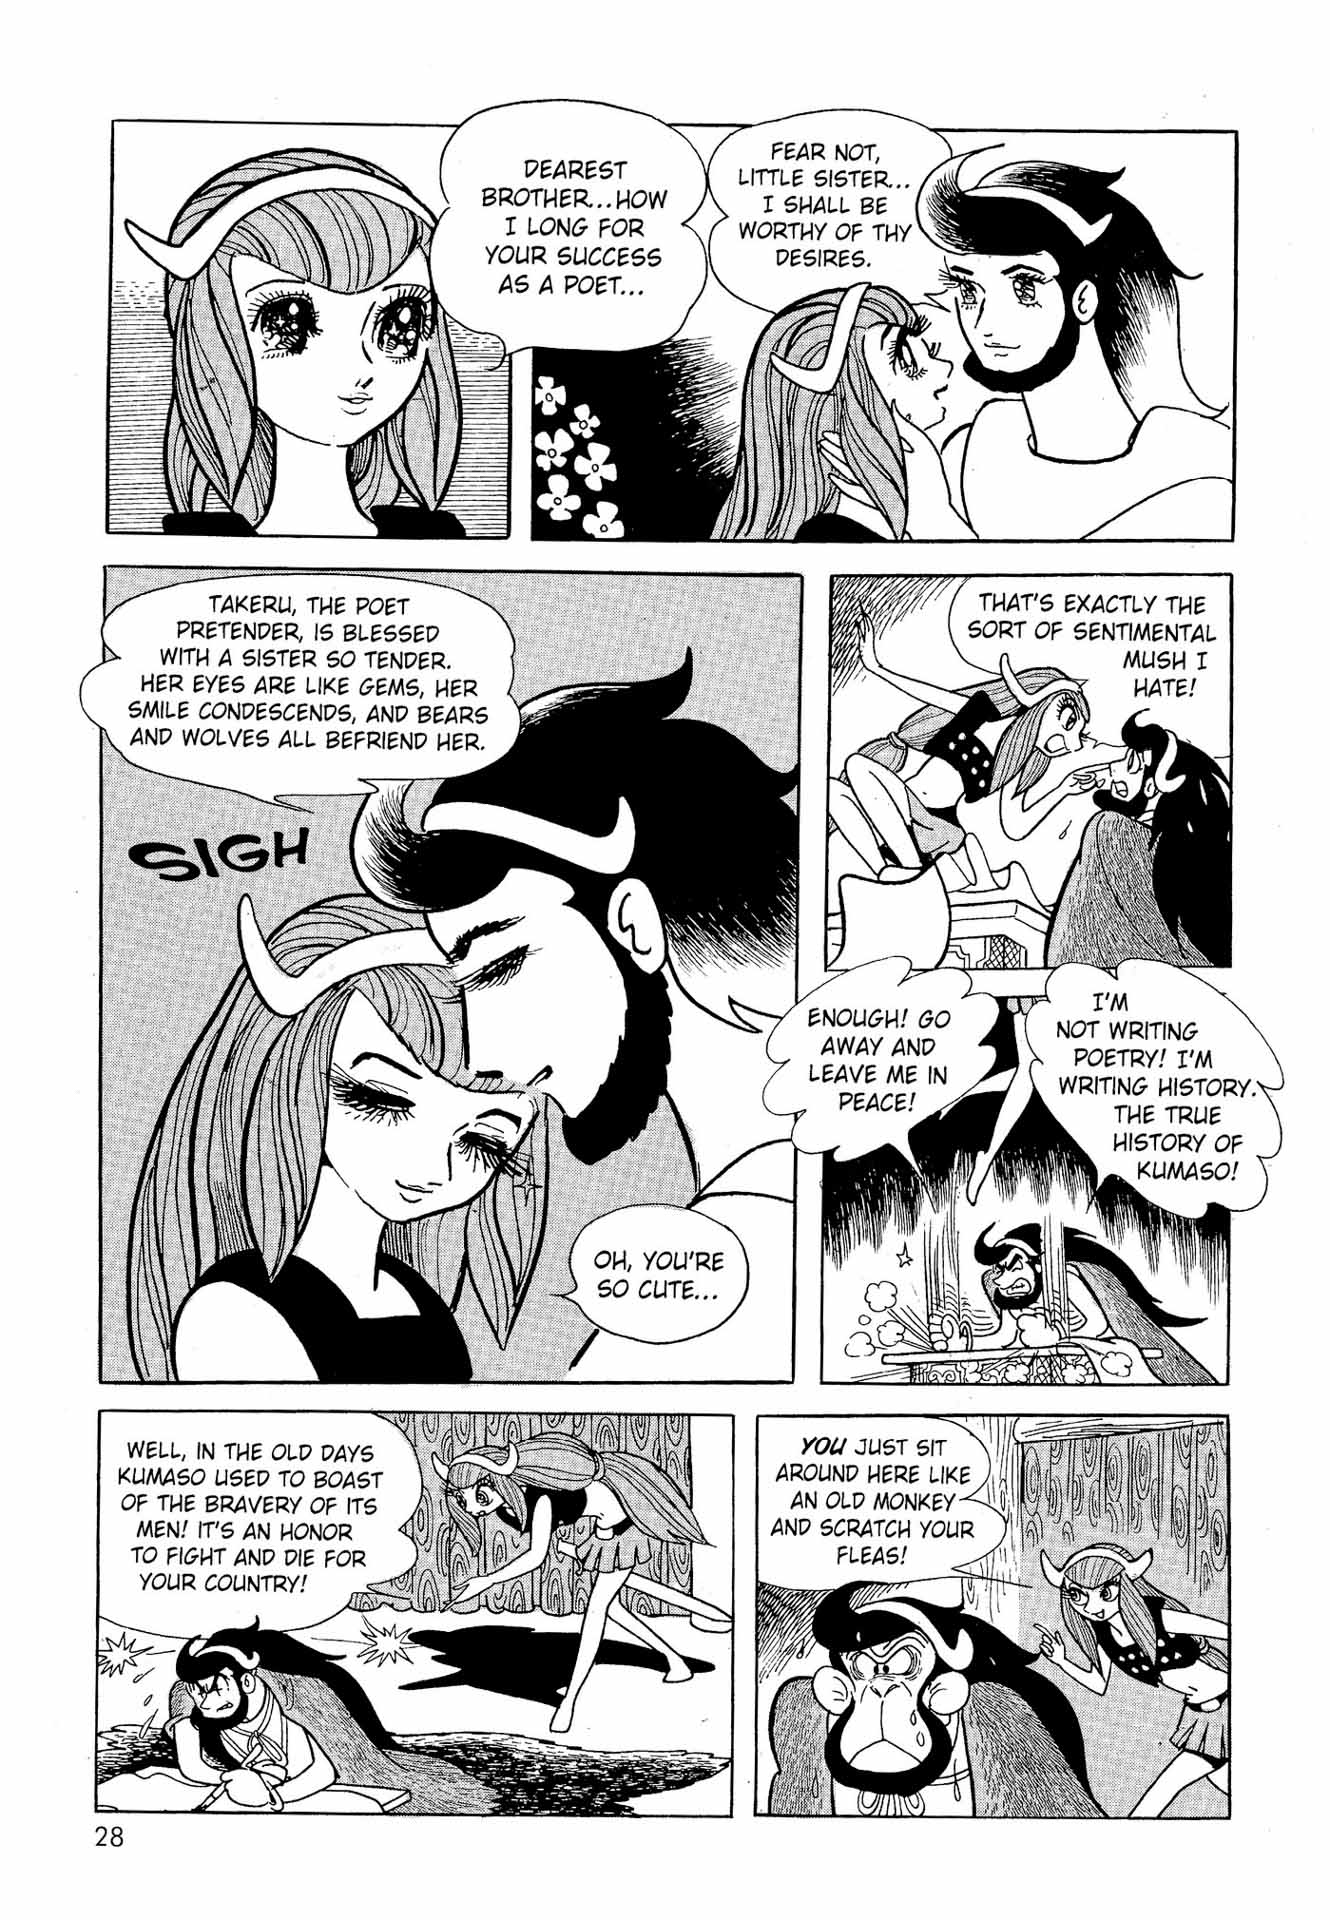 DEAREST
BROTHER...HOW
I LONG FOR
YOUR SUCCESS
AS A POET...
FEAR NOT,
LITTLE SISTER...
I SHALL BE
WORTHY OF THY
DESIRES.
TAKERU, THE POET
PRETENDER, IS BLESSED
WITH A SISTER SO TENDER.
HER EYES ARE LIKE GEMS, HER
SMILE CONDESCENDS, AND BEARS
AND WOLVES ALL BEFRIEND HER.
SIGH
OH, YOU'RE
SO CUTE...
THAT'S EXACTLY THE
SORT OF SENTIMENTAL
MUSH I
HATE!
ENOUGH! GO
AWAY AND
LEAVE ME IN
PEACE!
I'M
NOT WRITING
POETRY! I'M
WRITING HISTORY.
THE TRUE
HISTORY OF
KUMASO!
WELL, IN THE OLD DAYS
KUMASO USED TO BOAST
OF THE BRAVERY OF ITS
MEN! IT'S AN HONOR
TO FIGHT AND DIE FOR
YOUR COUNTRY!
YOU JUST SIT
AROUND HERE LIKE
AN OLD MONKEY
AND SCRATCH YOUR
FLEAS!
28